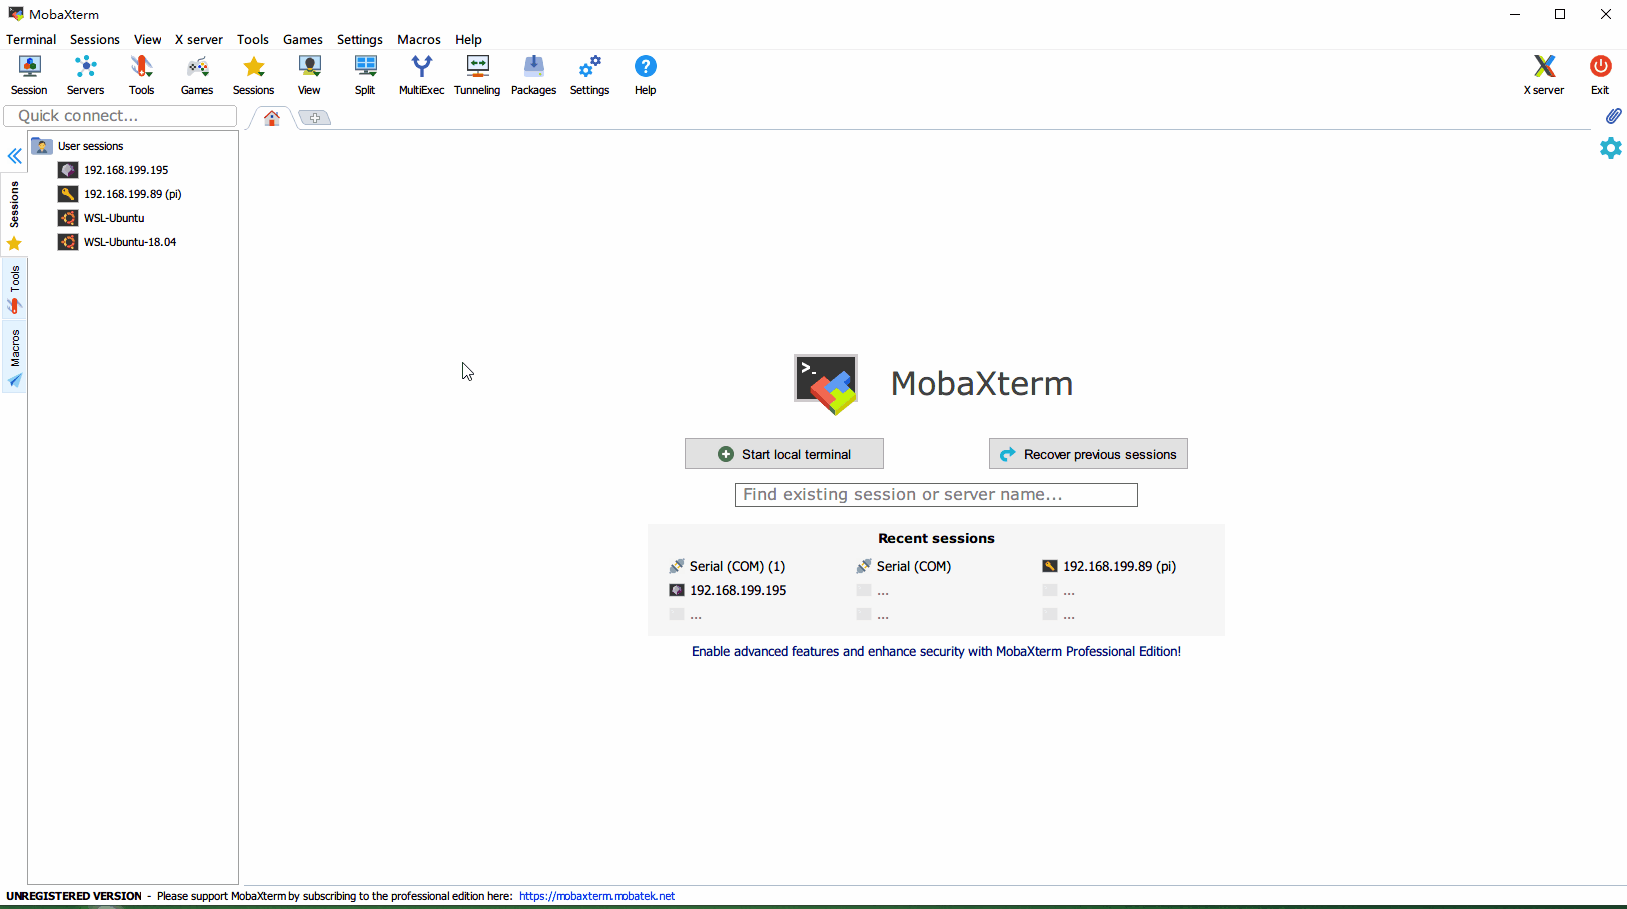 MobaXterm
Terminal Sessions View X server Tools Games Settings Macros Help
Session Servers Tools Games Sessions View Split MultiExec Tunneling Packages Settings Help X server Exit
Quick connect...
User sessions
192.168.199.195
192.168.199.89 (pi)
WSL-Ubuntu
WSL-Ubuntu-18.04
Sessions
Tools
Macros
>_
MobaXterm
Start local terminal Recover previous sessions
Find existing session or server name...
Recent sessions
Serial (COM) (1) Serial (COM) 192.168.199.89 (pi)
192.168.199.195 ... ...
... ... ...
Enable advanced features and enhance security with MobaXterm Professional Edition!
UNREGISTERED VERSION - Please support MobaXterm by subscribing to the professional edition here: https://mobaxterm.mobatek.net